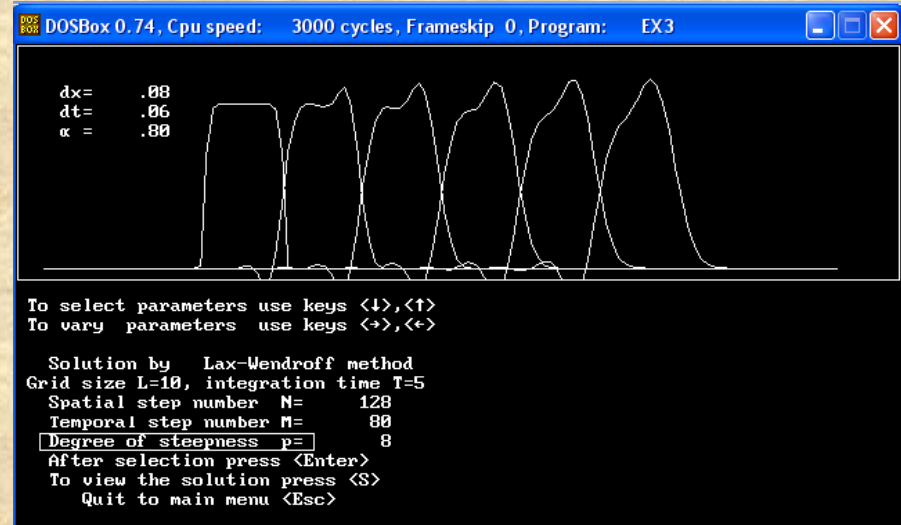 DOSBox 0.74, Cpu speed: 3000 cycles, Frameskip 0, Program: EX3
dx= .08
dt= .06
α = .80
To select parameters use keys <↓>,<↑>
To vary parameters use keys <→>,<←>
Solution by Lax-Wendroff method
Grid size L=10, integration time T=5
Spatial step number N= 128
Temporal step number M= 80
Degree of steepness p= 8
After selection press <Enter>
To view the solution press <S>
Quit to main menu <Esc>